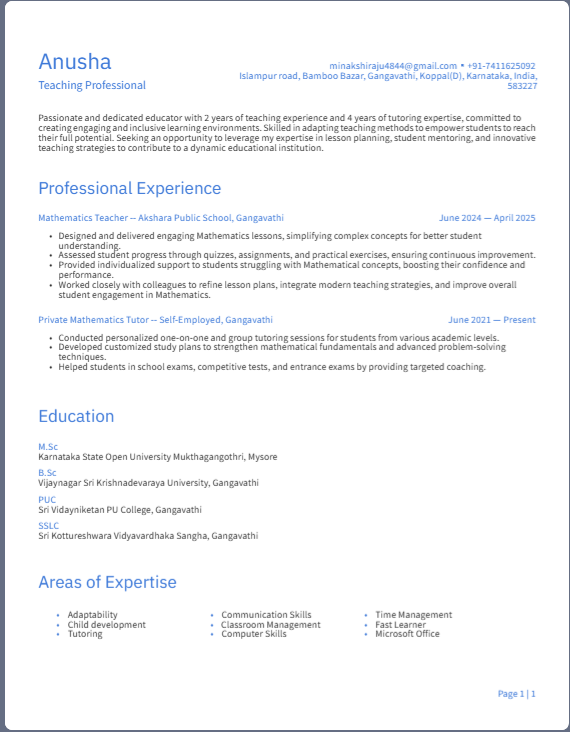 Anusha
Teaching Professional
minakshiraju4844@gmail.com • +91-7411625092
Islampur road, Bamboo Bazar, Gangavathi, Koppal(D), Karnataka, India,
583227
Passionate and dedicated educator with 2 years of teaching experience and 4 years of tutoring expertise, committed to
creating engaging and inclusive learning environments. Skilled in adapting teaching methods to empower students to reach
their full potential. Seeking an opportunity to leverage my expertise in lesson planning, student mentoring, and innovative
teaching strategies to contribute to a dynamic educational institution.
Professional Experience
Mathematics Teacher -- Akshara Public School, Gangavathi June 2024 — April 2025
• Designed and delivered engaging Mathematics lessons, simplifying complex concepts for better student
understanding.
• Assessed student progress through quizzes, assignments, and practical exercises, ensuring continuous improvement.
• Provided individualized support to students struggling with Mathematical concepts, boosting their confidence and
performance.
• Worked closely with colleagues to refine lesson plans, integrate modern teaching strategies, and improve overall
student engagement in Mathematics.
Private Mathematics Tutor -- Self-Employed, Gangavathi June 2021 — Present
• Conducted personalized one-on-one and group tutoring sessions for students from various academic levels.
• Developed customized study plans to strengthen mathematical fundamentals and advanced problem-solving
techniques.
• Helped students in school exams, competitive tests, and entrance exams by providing targeted coaching.
Education
M.Sc
Karnataka State Open University Mukthagangothri, Mysore
B.Sc
Vijaynagar Sri Krishnadevaraya University, Gangavathi
PUC
Sri Vidayniketan PU College, Gangavathi
SSLC
Sri Kottureshwara Vidyavardhaka Sangha, Gangavathi
Areas of Expertise
• Adaptability • Communication Skills • Time Management
• Child development • Classroom Management • Fast Learner
• Tutoring • Computer Skills • Microsoft Office
Page 1 | 1